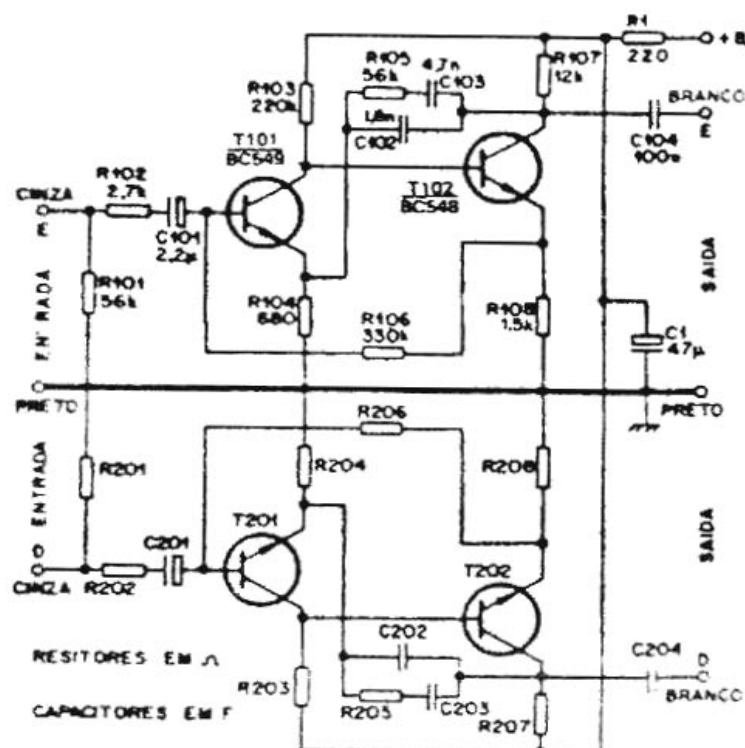 R1
+B
220
R105
56k
4,7n
C103
R107
12k
R103
220k
1,8n
C102
BRANCO
E
C104
100n
T101
BC549
T102
BC548
R102
2,7k
CINZA
E
C101
2,2µ
R101
56k
R104
680
R106
330k
R108
1,5k
C1
47µ
SAIDA
PRETO
PRETO
R206
R201
R204
R208
ENTRADA
SAIDA
D
CINZA
R202
C201
T201
T202
C202
C204
D
BRANCO
RESITORES EM Ω
R203
R205
C203
R207
CAPACITORES EM F